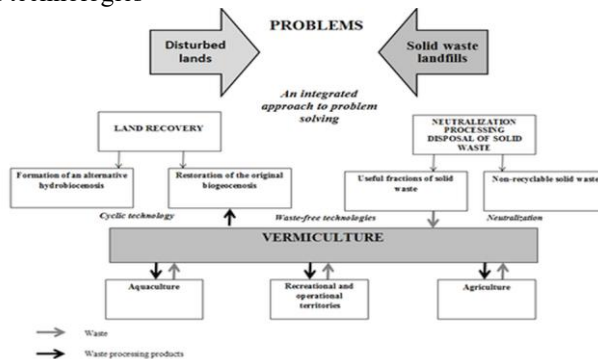 PROBLEMS
Disturbed
lands
Solid waste
landfills
An integrated
approach to problem
solving
LAND RECOVERY
NEUTRALIZATION
PROCESSING
DISPOSAL OF SOLID
WASTE
Formation of an alternative
hydrobiocenosis
Restoration of the original
biogeocenosis
Useful fractions of solid
waste
Non-recyclable solid waste
Cyclic technology
Waste-free technologies
Neutralization
VERMICULTURE
Aquaculture
Recreational and
operational
territories
Agriculture
Waste
Waste processing products